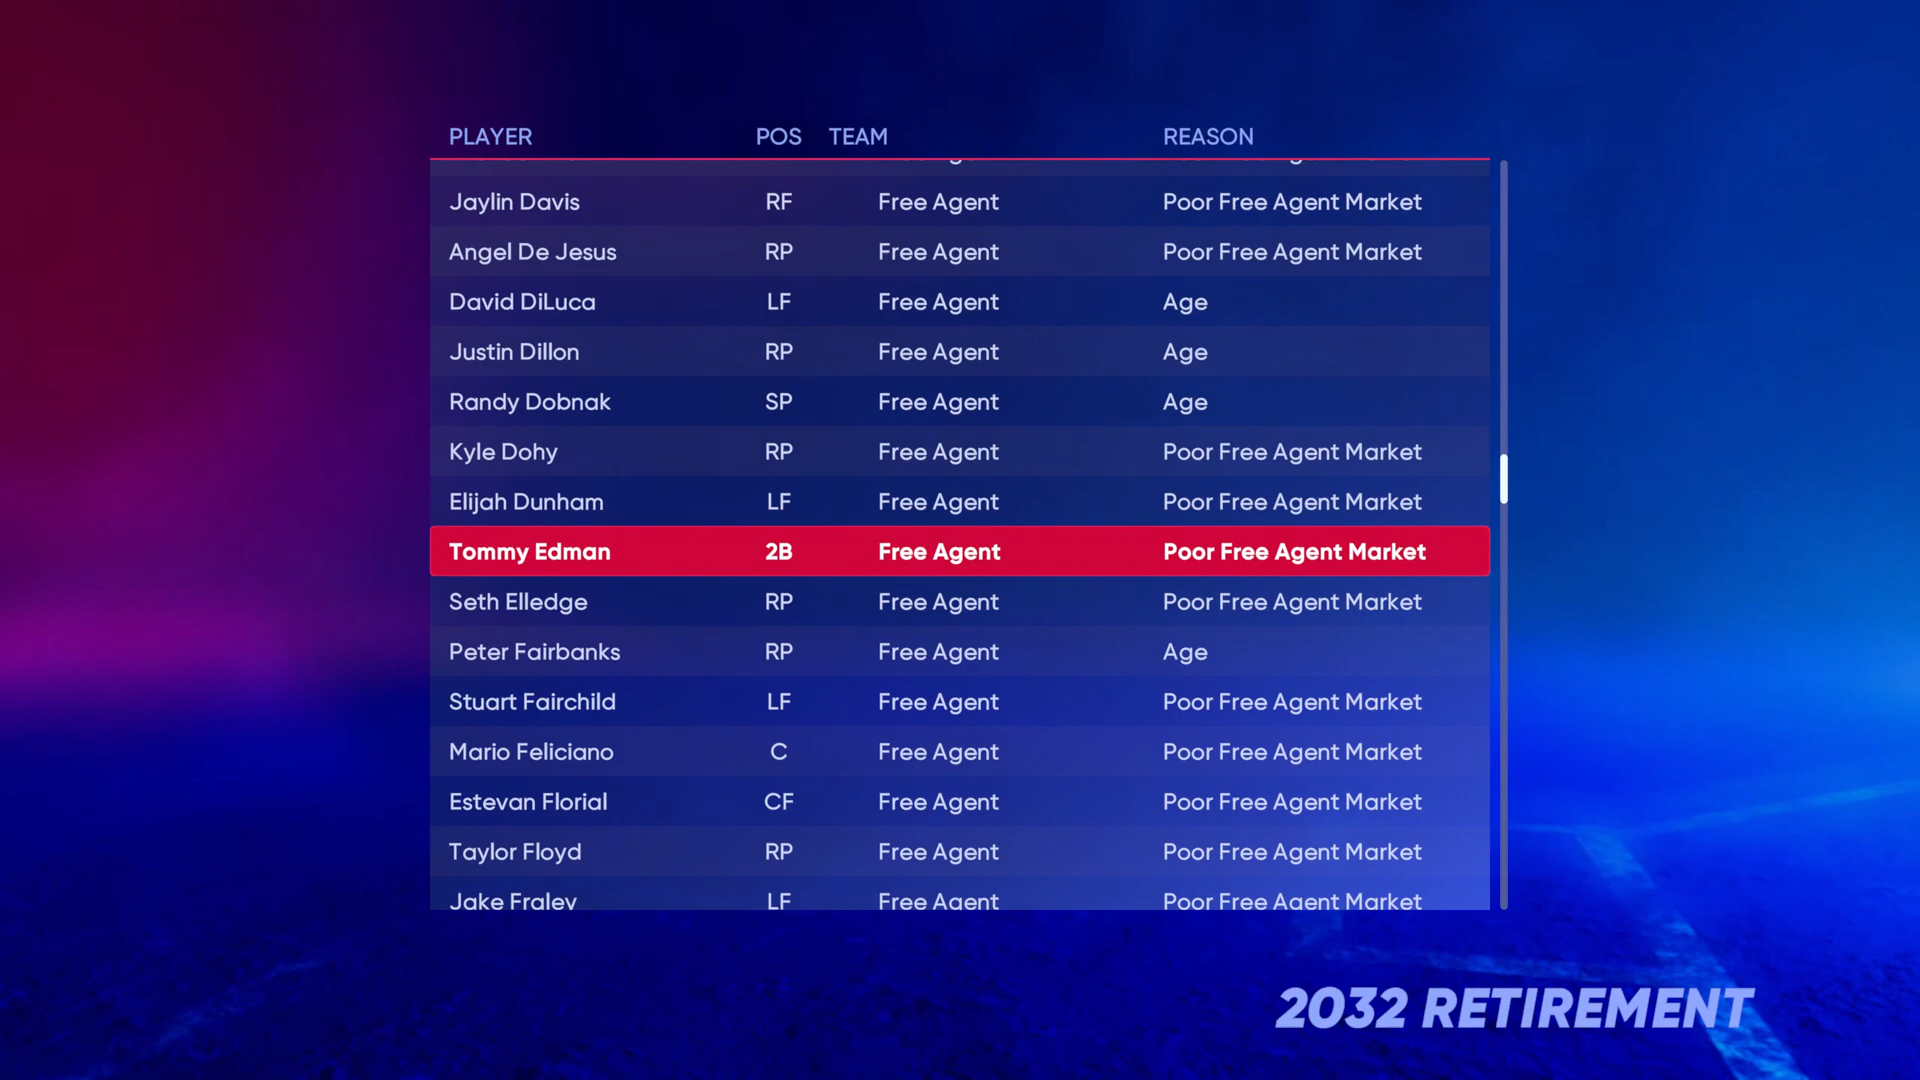 PLAYER POS TEAM REASON
Jaylin Davis RF Free Agent Poor Free Agent Market
Angel De Jesus RP Free Agent Poor Free Agent Market
David DiLuca LF Free Agent Age
Justin Dillon RP Free Agent Age
Randy Dobnak SP Free Agent Age
Kyle Dohy RP Free Agent Poor Free Agent Market
Elijah Dunham LF Free Agent Poor Free Agent Market
Tommy Edman 2B Free Agent Poor Free Agent Market
Seth Elledge RP Free Agent Poor Free Agent Market
Peter Fairbanks RP Free Agent Age
Stuart Fairchild LF Free Agent Poor Free Agent Market
Mario Feliciano C Free Agent Poor Free Agent Market
Estevan Florial CF Free Agent Poor Free Agent Market
Taylor Floyd RP Free Agent Poor Free Agent Market
Jake Fraley LF Free Agent Poor Free Agent Market
2032 RETIREMENT